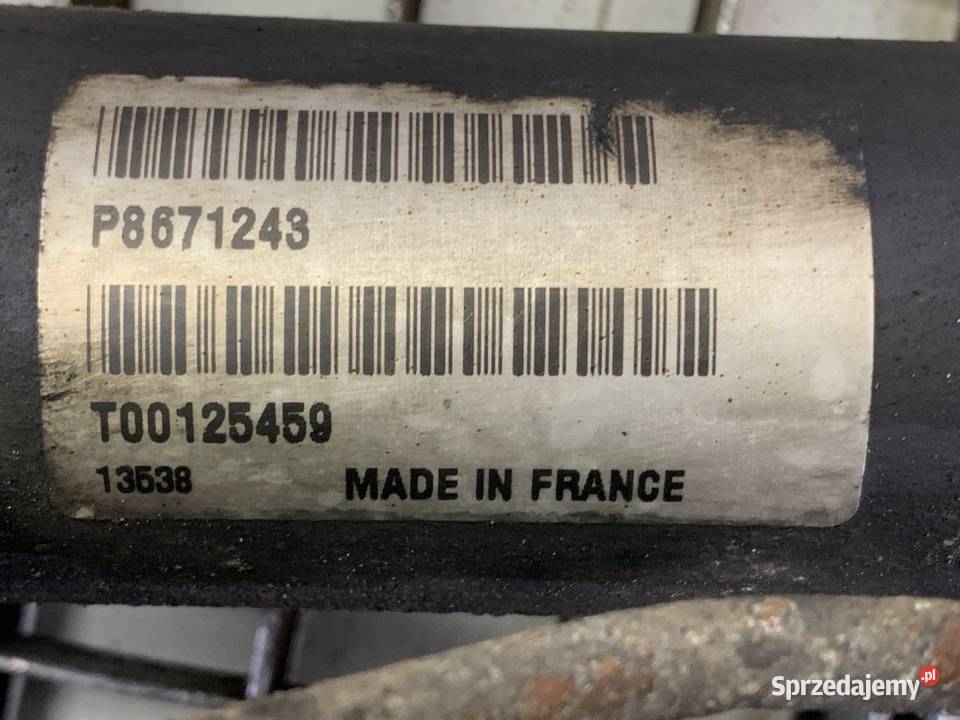 P8671243
T00125459
13538
MADE IN FRANCE
Sprzedajemy.pl